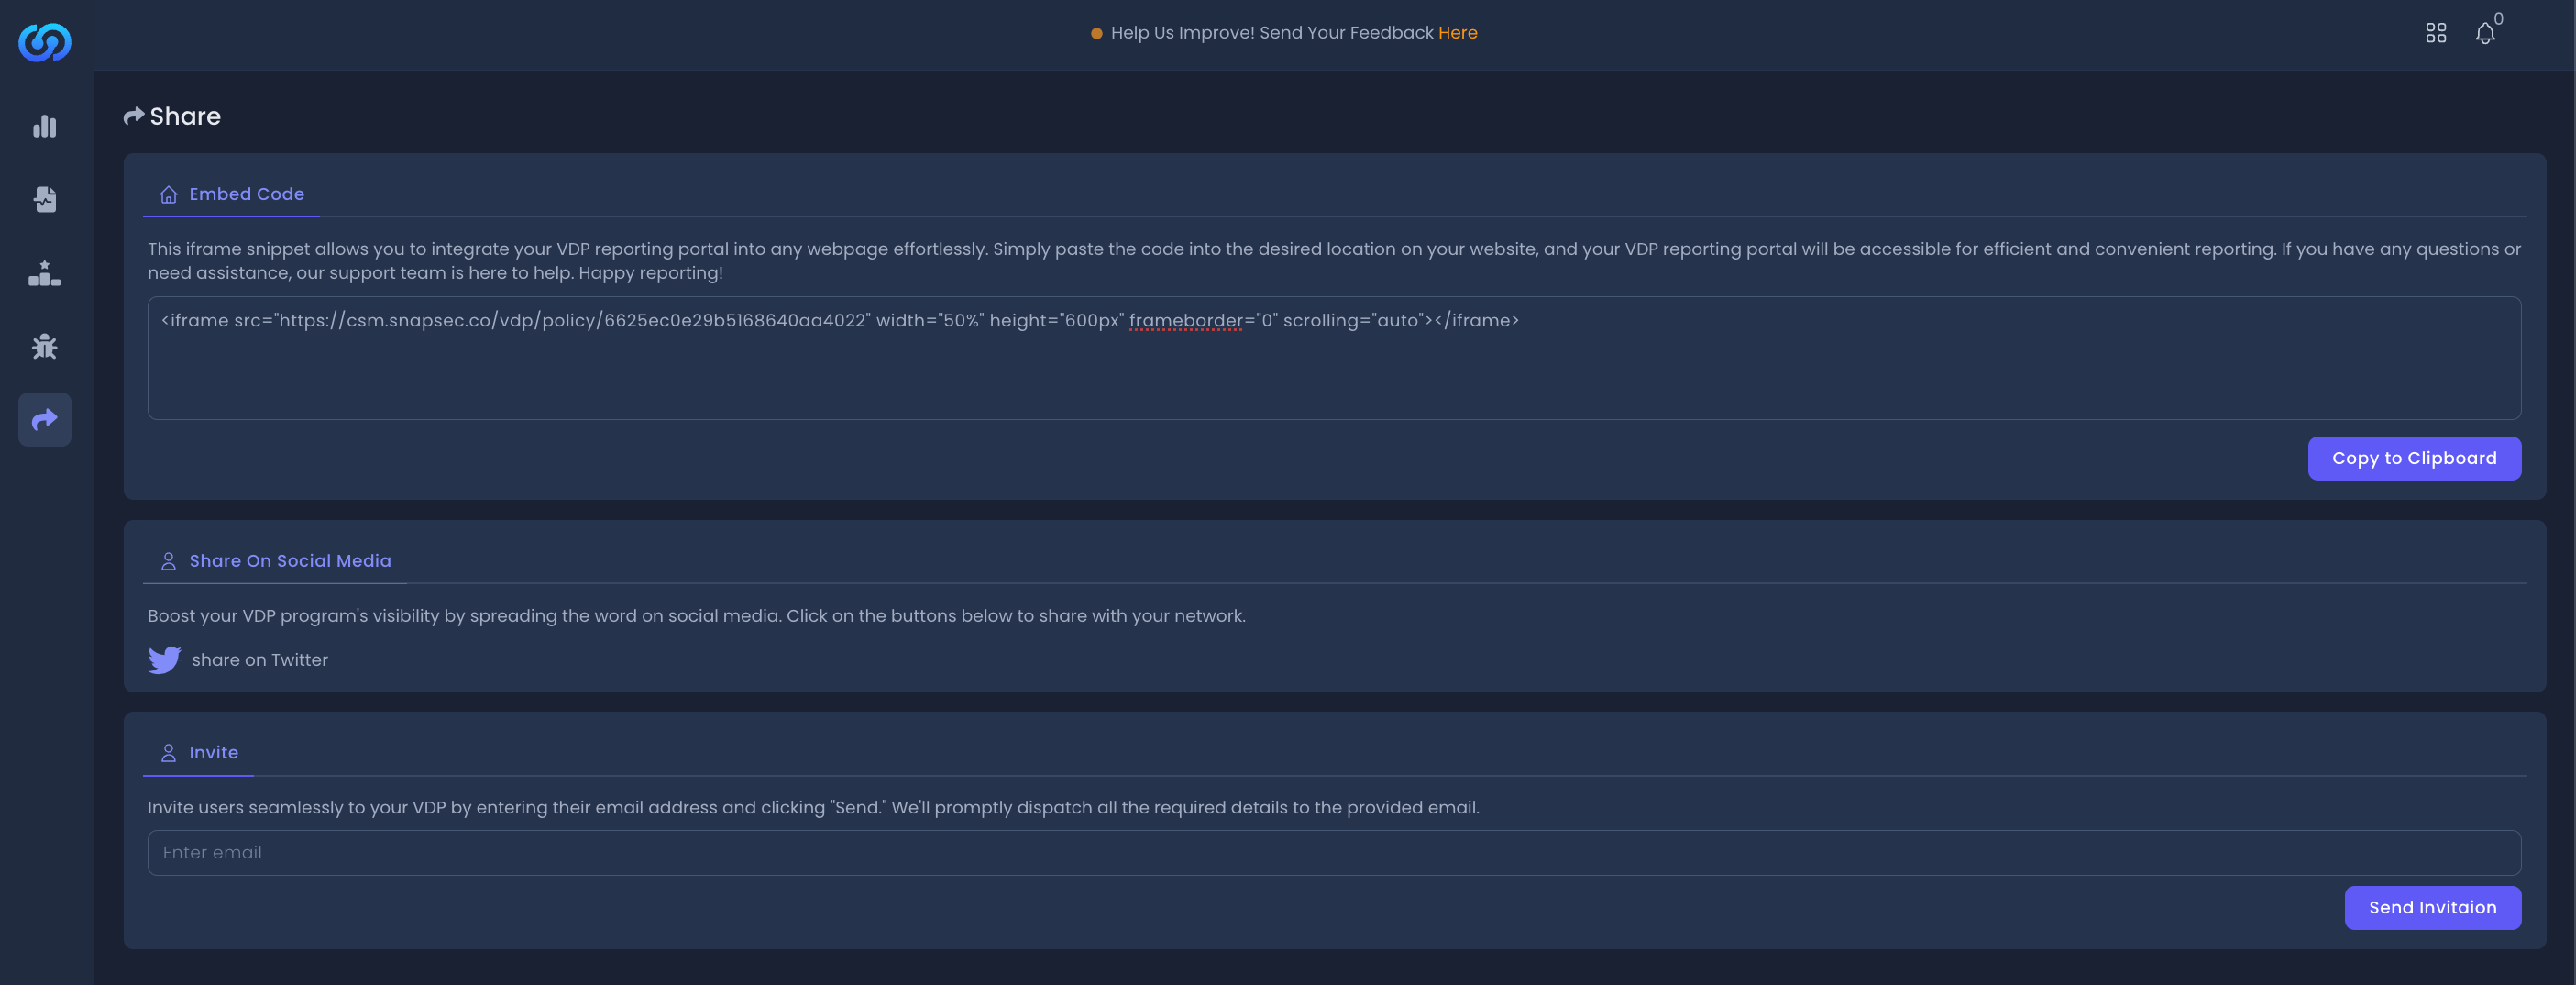 Help Us Improve! Send Your Feedback Here
0
Share
Embed Code
This iframe snippet allows you to integrate your VDP reporting portal into any webpage effortlessly. Simply paste the code into the desired location on your website, and your VDP reporting portal will be accessible for efficient and convenient reporting. If you have any questions or
need assistance, our support team is here to help. Happy reporting!
<iframe src="https://csm.snapsec.co/vdp/policy/6625ec0e29b5168640aa4022" width="50%" height="600px" frameborder="0" scrolling="auto"></iframe>
Copy to Clipboard
Share On Social Media
Boost your VDP program's visibility by spreading the word on social media. Click on the buttons below to share with your network.
share on Twitter
Invite
Invite users seamlessly to your VDP by entering their email address and clicking "Send." We'll promptly dispatch all the required details to the provided email.
Enter email
Send Invitaion